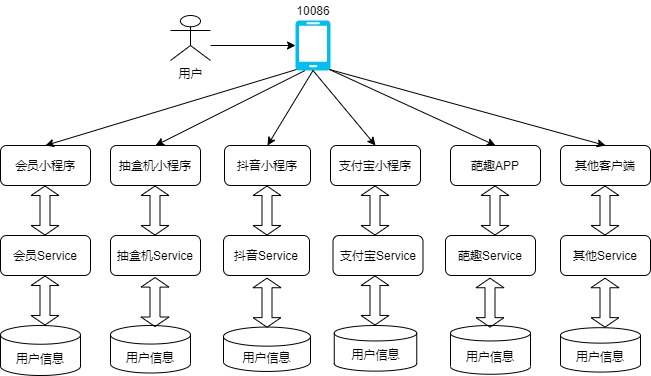 10086
用户
会员小程序
抽盒机小程序
抖音小程序
支付宝小程序
葩趣APP
其他客户端
会员Service
抽盒机Service
抖音Service
支付宝Service
葩趣Service
其他Service
用户信息
用户信息
用户信息
用户信息
用户信息
用户信息